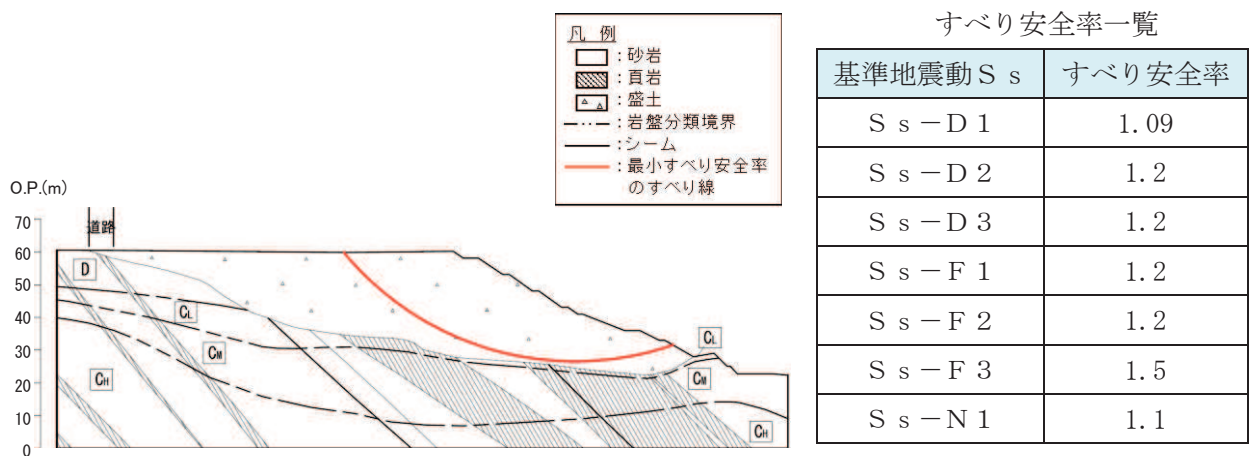 凡 例
：砂岩
：頁岩
：盛土
：岩盤分類境界
：シーム
：最小すべり安全率
のすべり線
すべり安全率一覧
基準地震動Ｓｓ すべり安全率
Ｓｓ－Ｄ１ 1.09
Ｓｓ－Ｄ２ 1.2
Ｓｓ－Ｄ３ 1.2
Ｓｓ－Ｆ１ 1.2
Ｓｓ－Ｆ２ 1.2
Ｓｓ－Ｆ３ 1.5
Ｓｓ－Ｎ１ 1.1
O.P.(m)
70
道路
60
D
50
CL
40
CL
30
CM
CM
20
CH
10
CH
0